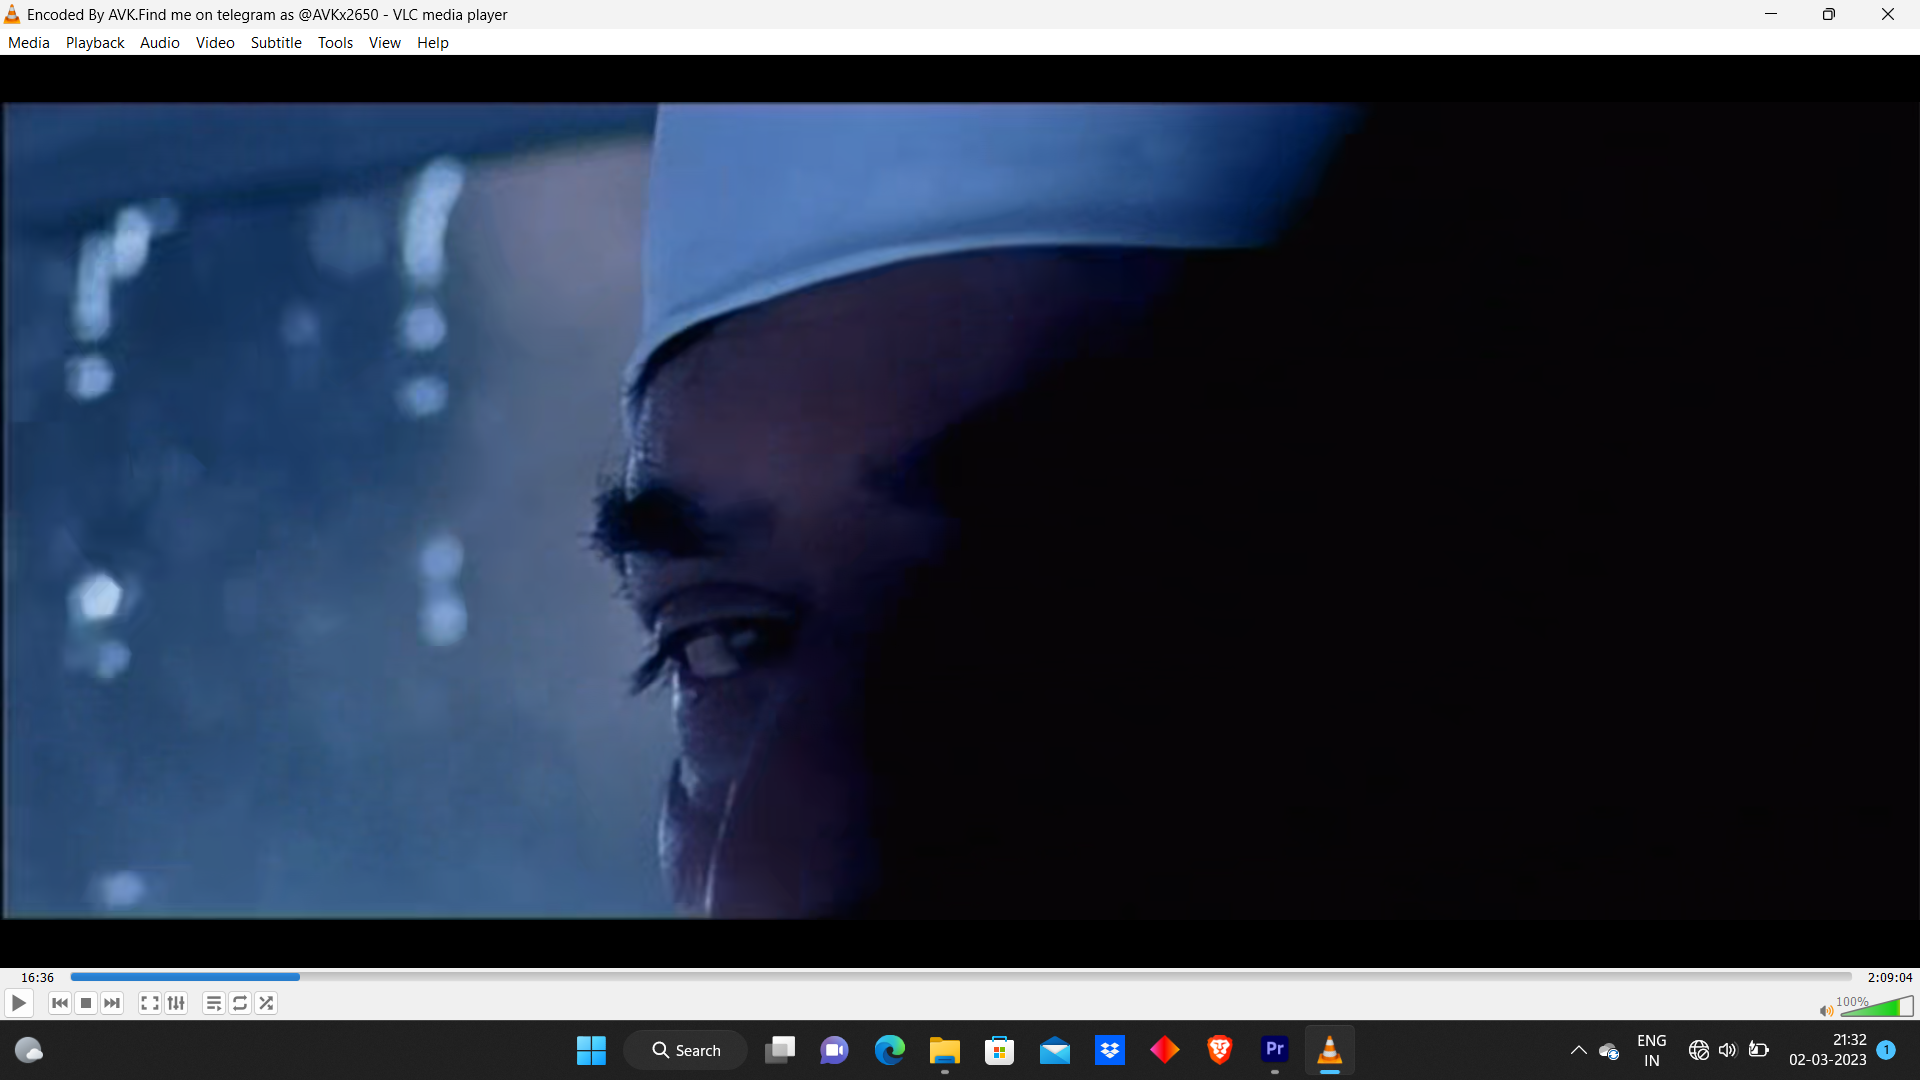 Encoded By AVK.Find me on telegram as @AVKx2650 - VLC media player
Media Playback Audio Video Subtitle Tools View Help
16:36 2:09:04
100%
Search
Pr
ENG
IN
21:32
02-03-2023
1